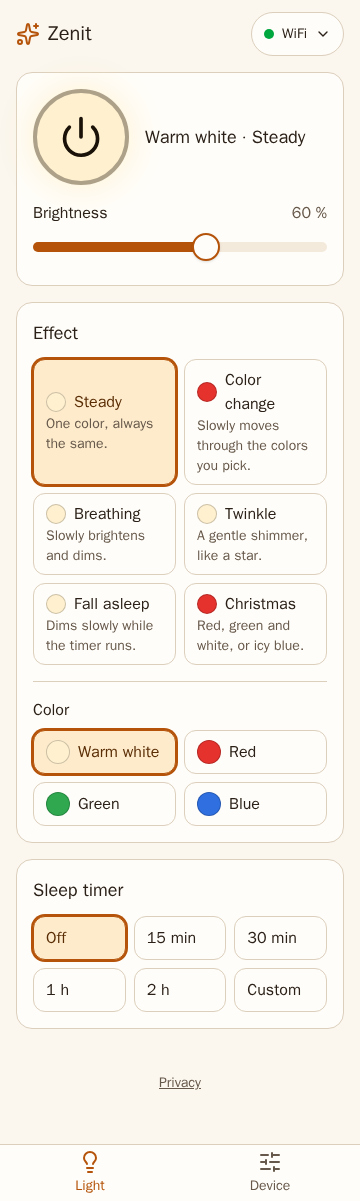 Zenit
WiFi
Warm white · Steady
Brightness
60 %
Effect
Steady
One color, always
the same.
Color
change
Slowly moves
through the colors
you pick.
Breathing
Slowly brightens
and dims.
Twinkle
A gentle shimmer,
like a star.
Fall asleep
Dims slowly while
the timer runs.
Christmas
Red, green and
white, or icy blue.
Color
Warm white
Red
Green
Blue
Sleep timer
Off
15 min
30 min
1 h
2 h
Custom
Privacy
Light
Device